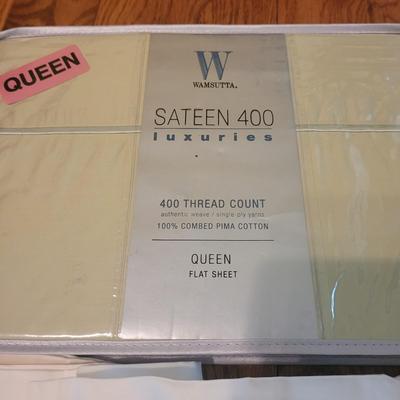 QUEEN
W
WAMSUTTA.
SATEEN 400
luxuries
400 THREAD COUNT
authentic weave / single ply yarns
100% COMBED PIMA COTTON
QUEEN
FLAT SHEET